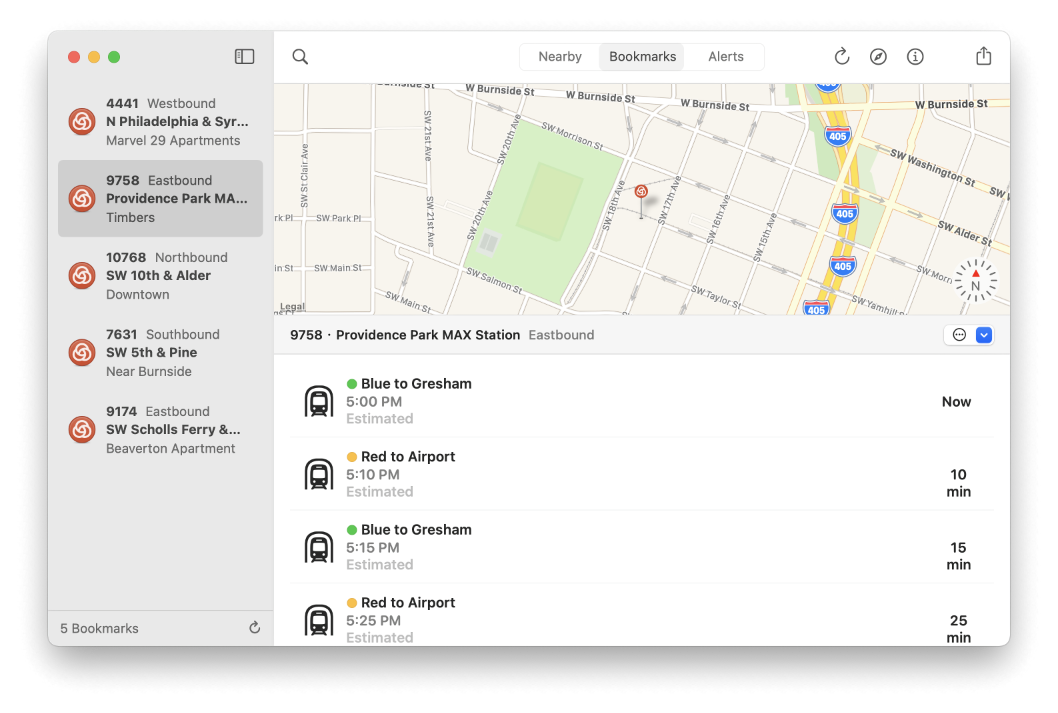 Nearby
Bookmarks
Alerts
4441 Westbound
N Philadelphia & Syr...
Marvel 29 Apartments
9758 Eastbound
Providence Park MA...
Timbers
10768 Northbound
SW 10th & Alder
Downtown
7631 Southbound
SW 5th & Pine
Near Burnside
9174 Eastbound
SW Scholls Ferry &...
Beaverton Apartment
5 Bookmarks
W Burnside St
W Burnside St
W Burnside St
W Burnside St
SW 21st Ave
SW 20th Ave
SW Morrison St
405
SW Washington St
SW St Clair Ave
SW 21st Ave
SW 20th Ave
SW 18th Ave
SW 17th Ave
SW 16th Ave
SW 15th Ave
405
SW Park Pl
SW Alder St
SW Main St
SW Salmon St
405
SW Main St
SW Taylor St
405
SW Yamhill
N
Legal
9758 · Providence Park MAX Station Eastbound
Blue to Gresham
5:00 PM
Estimated
Now
Red to Airport
5:10 PM
Estimated
10
min
Blue to Gresham
5:15 PM
Estimated
15
min
Red to Airport
5:25 PM
Estimated
25
min